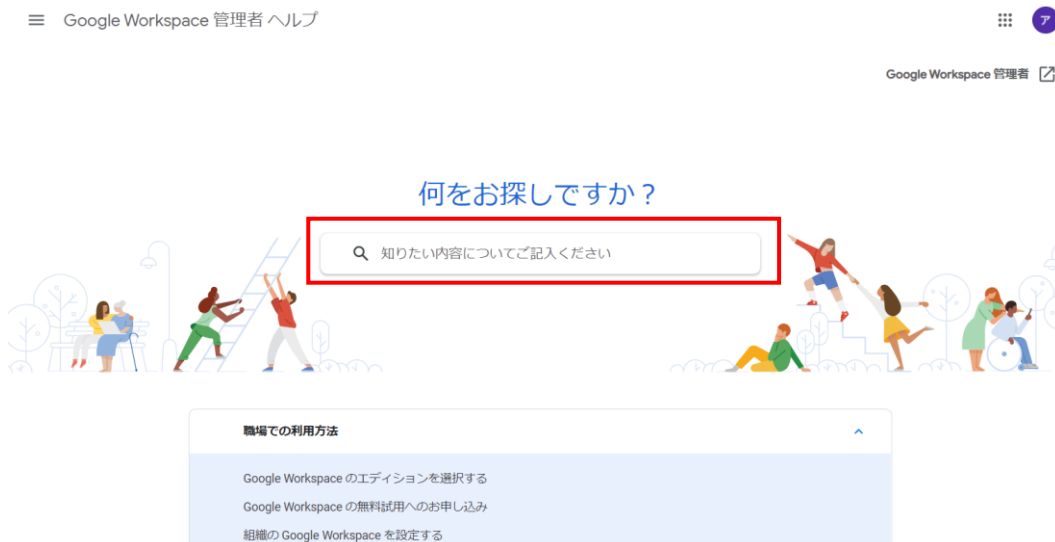 Google Workspace 管理者 ヘルプ
ア
Google Workspace 管理者
何をお探しですか？
知りたい内容についてご記入ください
職場での利用方法
Google Workspace のエディションを選択する
Google Workspace の無料試用へのお申し込み
組織の Google Workspace を設定する